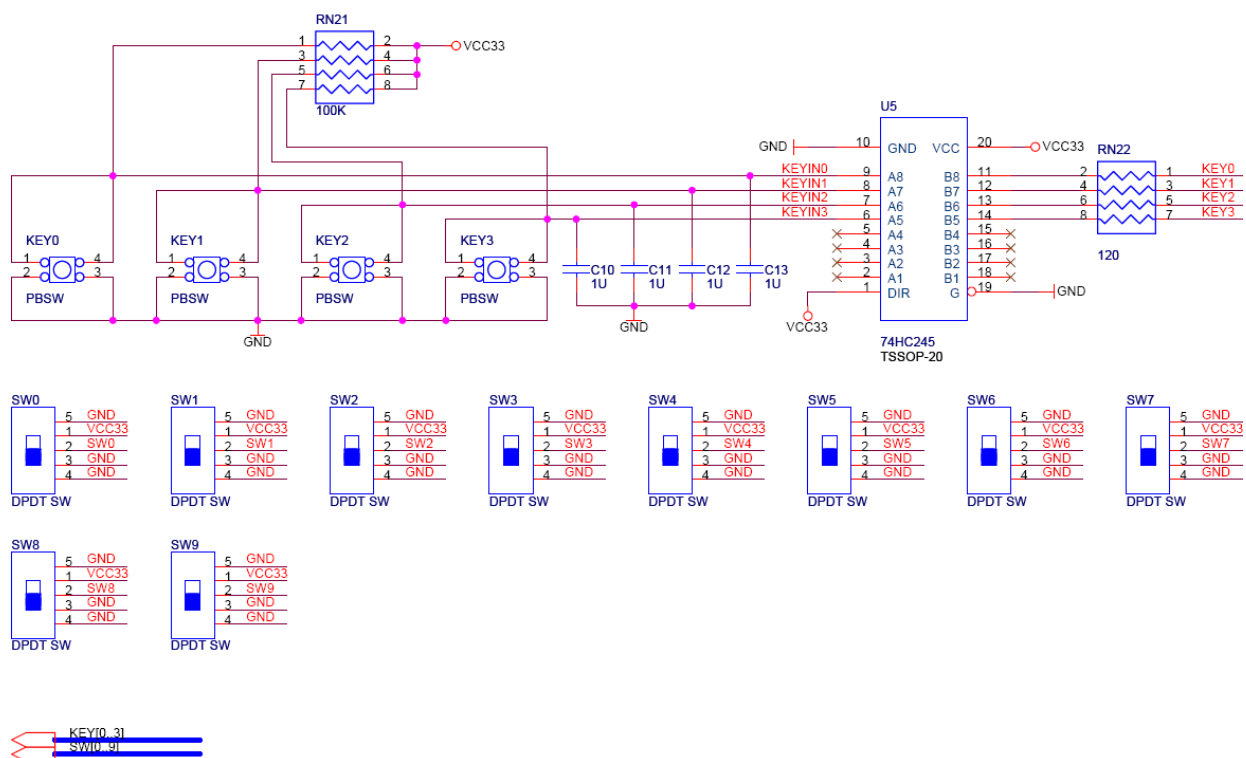 RN21
1 2 VCC33
3 4
5 6
7 8
100K
U5
GND 10 GND VCC 20 VCC33 RN22
KEYIN0 9 A8 B8 11 2 1 KEY0
KEYIN1 8 A7 B7 12 4 3 KEY1
KEYIN2 7 A6 B6 13 6 5 KEY2
KEYIN3 6 A5 B5 14 8 7 KEY3
5 A4 B4 15
4 A3 B3 16
3 A2 B2 17
2 A1 B1 18
1 DIR G 19 GND
120
VCC33
74HC245
TSSOP-20
KEY0 KEY1 KEY2 KEY3
1 4 1 4 1 4 1 4
2 3 2 3 2 3 2 3
PBSW PBSW PBSW PBSW
C10 C11 C12 C13
1U 1U 1U 1U
GND GND
SW0 SW1 SW2 SW3 SW4 SW5 SW6 SW7
5 GND 5 GND 5 GND 5 GND 5 GND 5 GND 5 GND 5 GND
1 VCC33 1 VCC33 1 VCC33 1 VCC33 1 VCC33 1 VCC33 1 VCC33 1 VCC33
2 SW0 2 SW1 2 SW2 2 SW3 2 SW4 2 SW5 2 SW6 2 SW7
3 GND 3 GND 3 GND 3 GND 3 GND 3 GND 3 GND 3 GND
4 GND 4 GND 4 GND 4 GND 4 GND 4 GND 4 GND 4 GND
DPDT SW DPDT SW DPDT SW DPDT SW DPDT SW DPDT SW DPDT SW DPDT SW
SW8 SW9
5 GND 5 GND
1 VCC33 1 VCC33
2 SW8 2 SW9
3 GND 3 GND
4 GND 4 GND
DPDT SW DPDT SW
KEY[0..3]
SW[0..9]